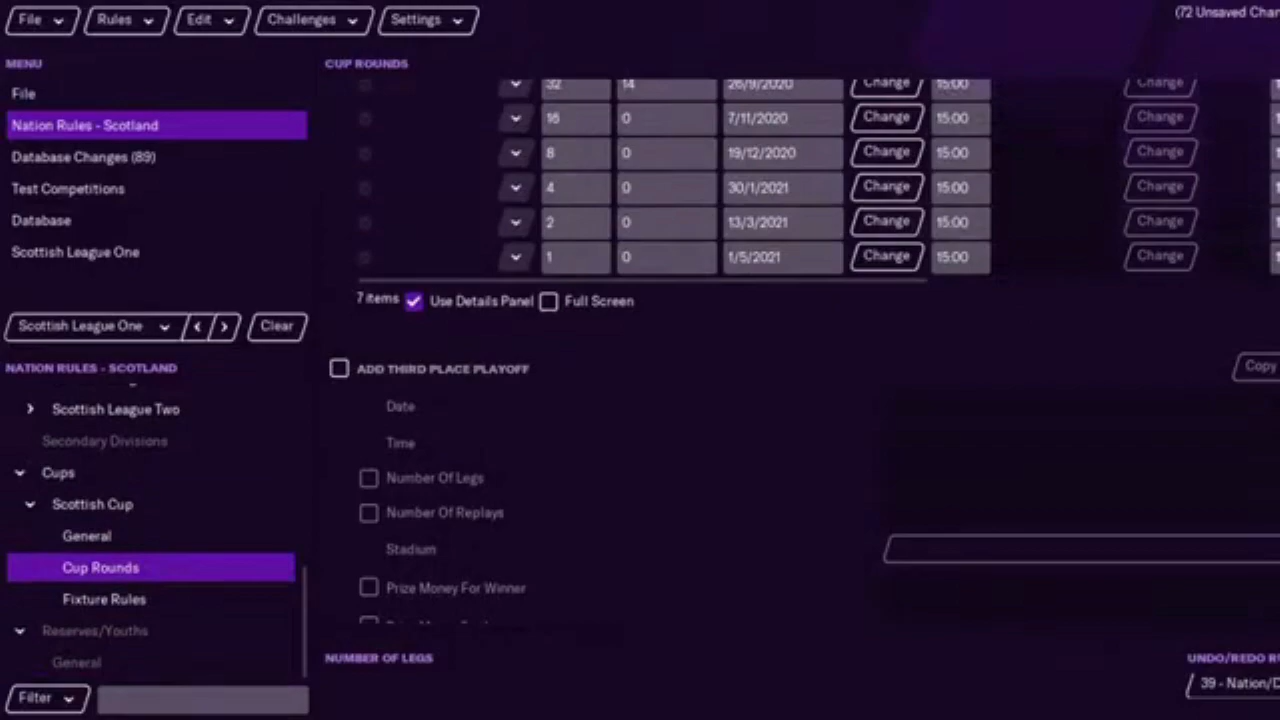 File Rules Edit Challenges Settings (72 Unsaved
MENU CUP ROUNDS
File 32 14 26/9/2020 Change 15:00 Change
Nation Rules - Scotland 16 0 7/11/2020 Change 15:00 Change
Database Changes (89) 8 0 19/12/2020 Change 15:00 Change
Test Competitions 4 0 30/1/2021 Change 15:00 Change
Database 2 0 13/3/2021 Change 15:00 Change
Scottish League One 1 0 1/5/2021 Change 15:00 Change
7 items Use Details Panel Full Screen
Scottish League One < > Clear
NATION RULES - SCOTLAND ADD THIRD PLACE PLAYOFF Copy
Scottish League Two Date
Secondary Divisions Time
Cups Number Of Legs
Scottish Cup Number Of Replays
General Stadium
Cup Rounds Prize Money For Winner
Fixture Rules
Reserves/Youths
General NUMBER OF LEGS UNDO/REDO
Filter 39 -